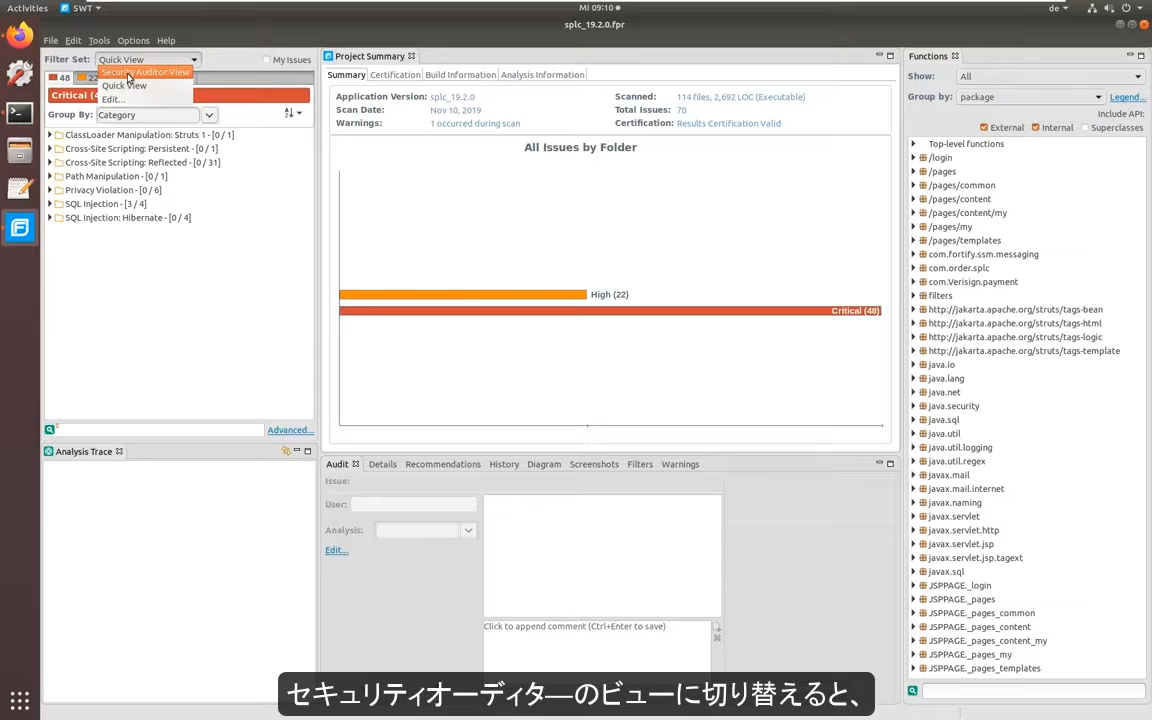 Activities
SWT
Mi 09:10
de
splc_19.2.0.fpr
File Edit Tools Options Help
Filter Set: Quick View
My Issues
Security Auditor View
Quick View
Edit...
48
22
Critical (4
Group By: Category
ClassLoader Manipulation: Struts 1 - [0 / 1]
Cross-Site Scripting: Persistent - [0 / 1]
Cross-Site Scripting: Reflected - [0 / 31]
Path Manipulation - [0 / 1]
Privacy Violation - [0 / 6]
SQL Injection - [3 / 4]
SQL Injection: Hibernate - [0 / 4]
Advanced...
Analysis Trace
Project Summary
Summary Certification Build Information Analysis Information
Application Version: splc_19.2.0
Scan Date: Nov 10, 2019
Warnings: 1 occurred during scan
Scanned: 114 files, 2,692 LOC (Executable)
Total Issues: 70
Certification: Results Certification Valid
All Issues by Folder
High (22)
Critical (48)
Audit Details Recommendations History Diagram Screenshots Filters Warnings
Issue:
User:
Analysis:
Edit...
Click to append comment (Ctrl+Enter to save)
Functions
Show: All
Group by: package
Legend...
Include API:
External Internal Superclasses
Top-level functions
/login
/pages
/pages/common
/pages/content
/pages/content/my
/pages/my
/pages/templates
com.fortify.ssm.messaging
com.order.splc
com.Verisign.payment
filters
http://jakarta.apache.org/struts/tags-bean
http://jakarta.apache.org/struts/tags-html
http://jakarta.apache.org/struts/tags-logic
http://jakarta.apache.org/struts/tags-template
java.io
java.lang
java.net
java.security
java.sql
java.util
java.util.logging
java.util.regex
javax.mail
javax.mail.internet
javax.naming
javax.servlet
javax.servlet.http
javax.servlet.jsp
javax.servlet.jsp.tagext
javax.sql
JSPPAGE._login
JSPPAGE._pages
JSPPAGE._pages_common
JSPPAGE._pages_content
JSPPAGE._pages_content_my
JSPPAGE._pages_my
JSPPAGE._pages_templates
セキュリティオーディタ―のビューに切り替えると、